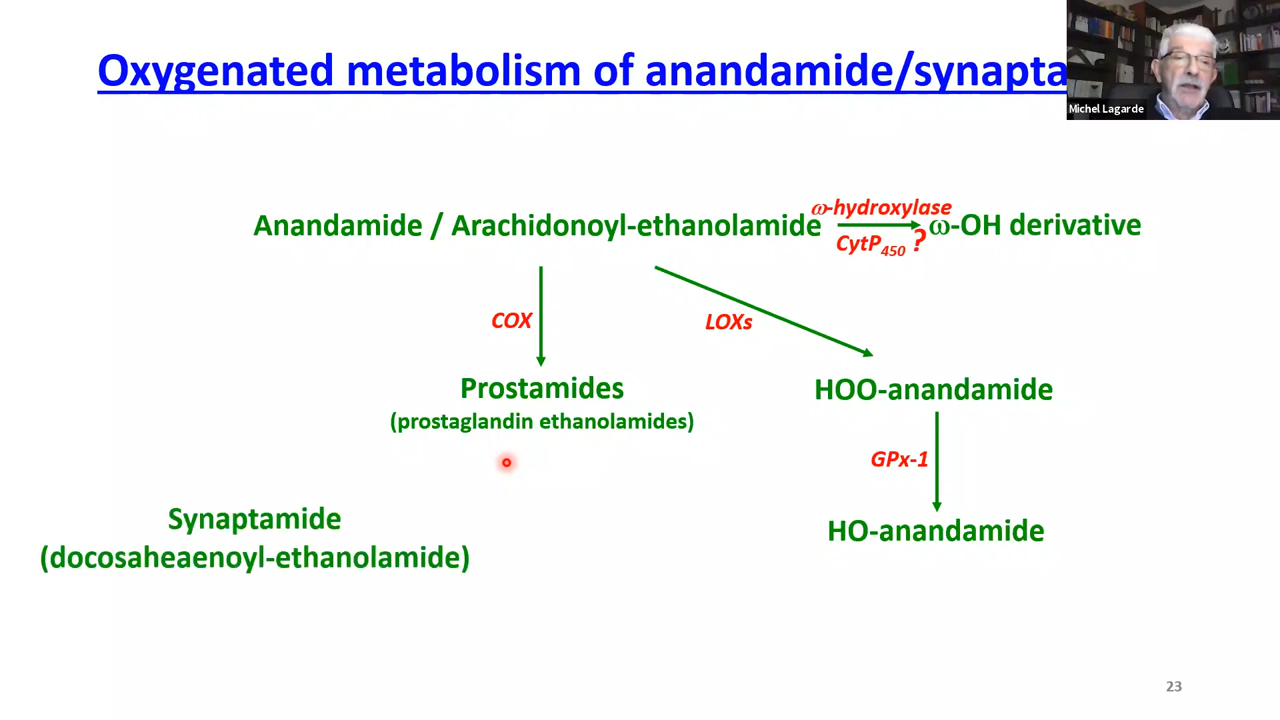 Oxygenated metabolism of anandamide/synapta
Michel Lagarde
ω-hydroxylase
Anandamide / Arachidonoyl-ethanolamide
ω-OH derivative
CytP450 ?
COX
LOXs
Prostamides
(prostaglandin ethanolamides)
HOO-anandamide
GPx-1
Synaptamide
(docosaheaenoyl-ethanolamide)
HO-anandamide
23